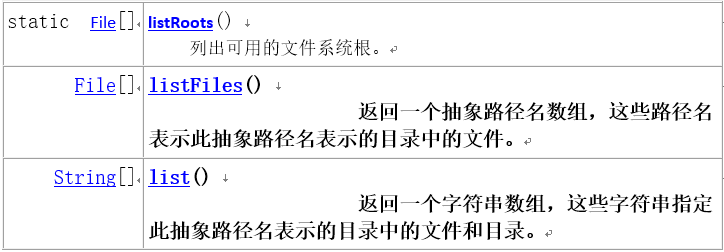 static File[] listRoots()
列出可用的文件系统根。
File[] listFiles()
返回一个抽象路径名数组，这些路径名
表示此抽象路径名表示的目录中的文件。
String[] list()
返回一个字符串数组，这些字符串指定
此抽象路径名表示的目录中的文件和目录。